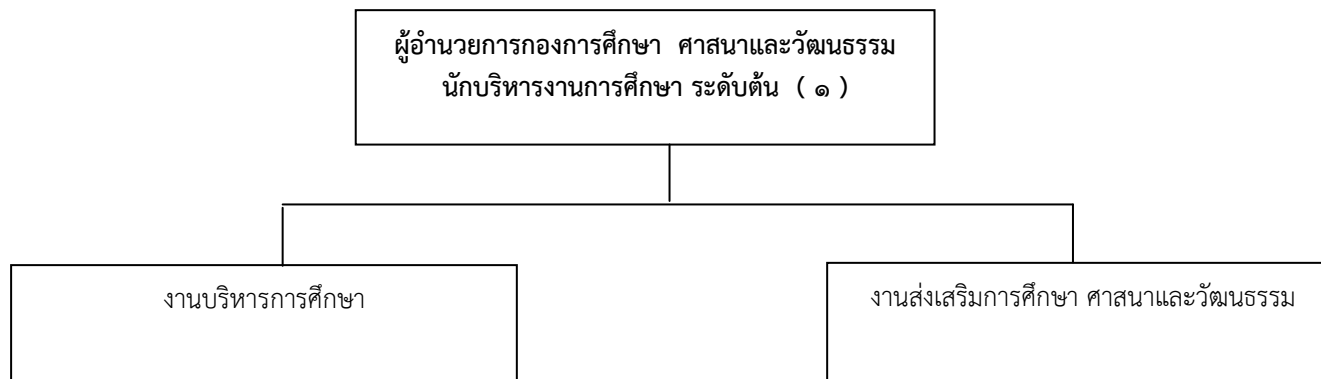 ผู้อำนวยการกองการศึกษา ศาสนาและวัฒนธรรม
นักบริหารงานการศึกษา ระดับต้น ( ๑ )
งานบริหารการศึกษา
งานส่งเสริมการศึกษา ศาสนาและวัฒนธรรม